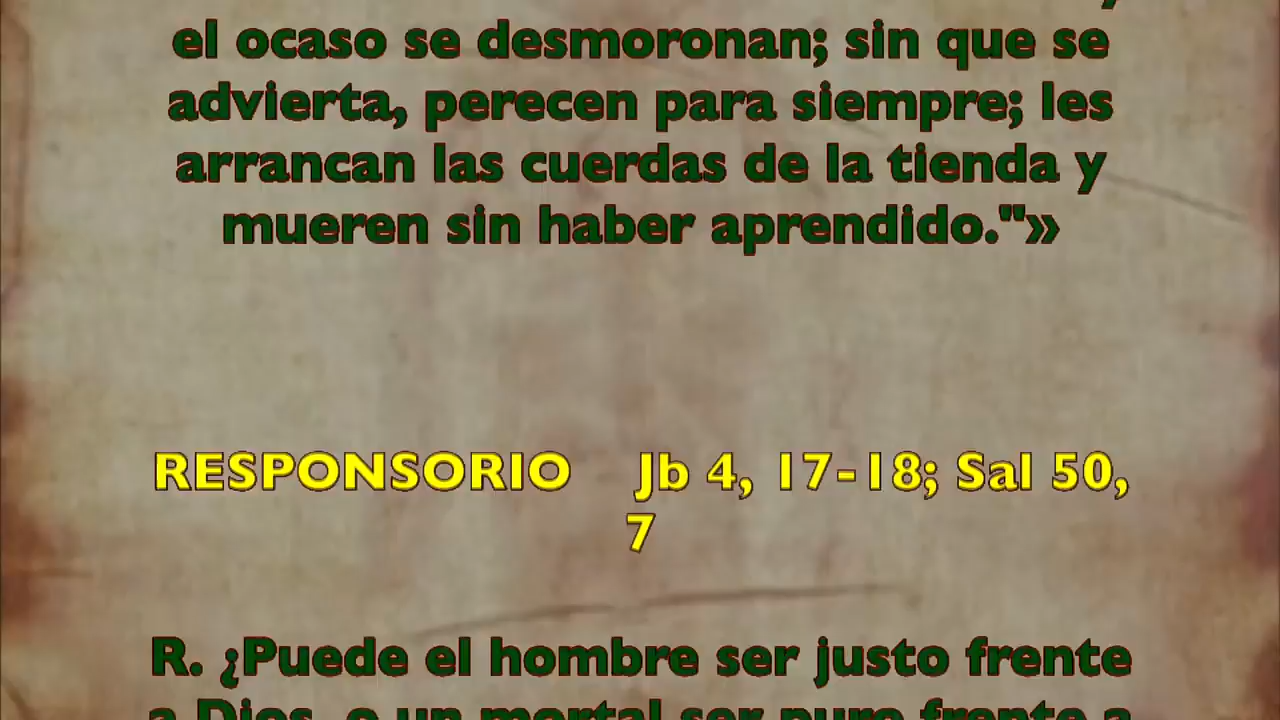 el ocaso se desmoronan; sin que se
advierta, perecen para siempre; les
arrancan las cuerdas de la tienda y
mueren sin haber aprendido."»
RESPONSORIO Jb 4, 17-18; Sal 50,
7
R. ¿Puede el hombre ser justo frente
a Dios, o un mortal ser puro frente a